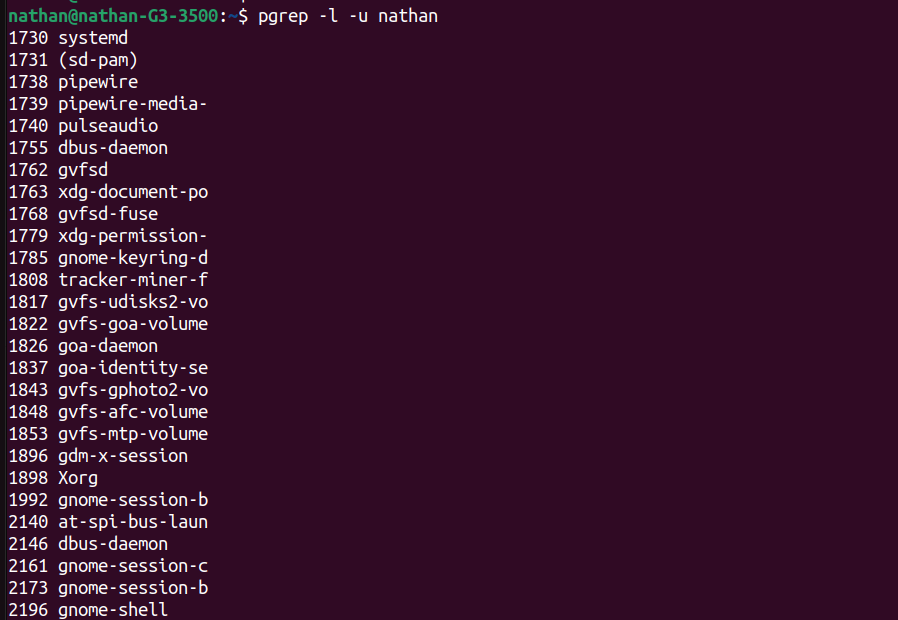 nathan@nathan-G3-3500:~$ pgrep -l -u nathan
1730 systemd
1731 (sd-pam)
1738 pipewire
1739 pipewire-media-
1740 pulseaudio
1755 dbus-daemon
1762 gvfsd
1763 xdg-document-po
1768 gvfsd-fuse
1779 xdg-permission-
1785 gnome-keyring-d
1808 tracker-miner-f
1817 gvfs-udisks2-vo
1822 gvfs-goa-volume
1826 goa-daemon
1837 goa-identity-se
1843 gvfs-gphoto2-vo
1848 gvfs-afc-volume
1853 gvfs-mtp-volume
1896 gdm-x-session
1898 Xorg
1992 gnome-session-b
2140 at-spi-bus-laun
2146 dbus-daemon
2161 gnome-session-c
2173 gnome-session-b
2196 gnome-shell